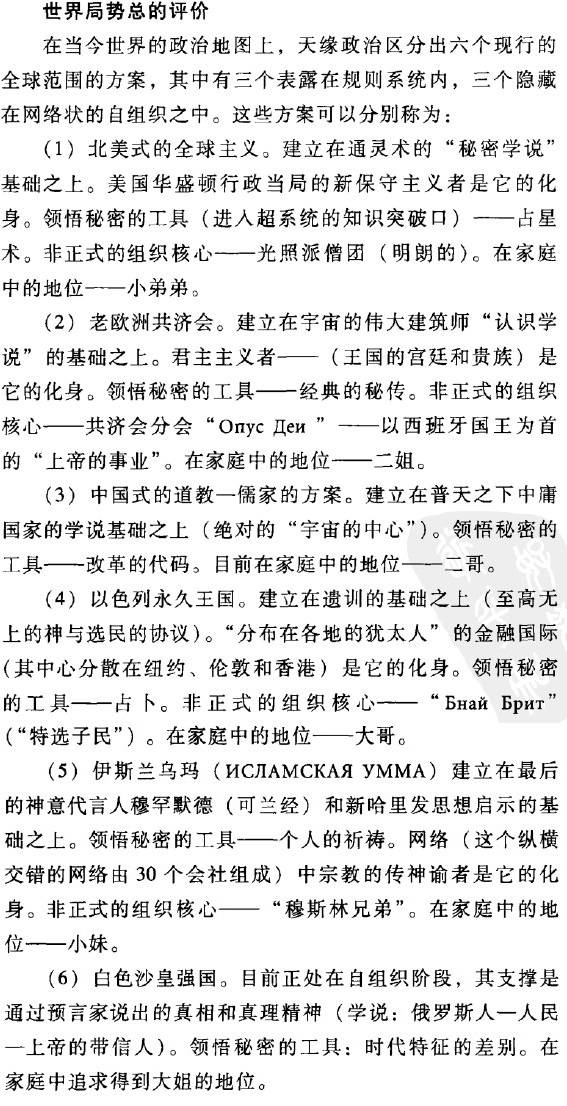 世界局势总的评价
在当今世界的政治地图上，天缘政治区分出六个现行的
全球范围的方案，其中有三个表露在规则系统内，三个隐藏
在网络状的自组织之中。这些方案可以分别称为：
（1）北美式的全球主义。建立在通灵术的“秘密学说”
基础之上。美国华盛顿行政当局的新保守主义者是它的化
身。领悟秘密的工具（进入超系统的知识突破口）——占星
术。非正式的组织核心——光照派僧团（明朗的）。在家庭
中的地位——小弟弟。
（2）老欧洲共济会。建立在宇宙的伟大建筑师“认识学
说”的基础之上。君主主义者——（王国的宫廷和贵族）是
它的化身。领悟秘密的工具——经典的秘传。非正式的组织
核心——共济会分会“Опус Деи ”——以西班牙国王为首
的“上帝的事业”。在家庭中的地位——二姐。
（3）中国式的道教—儒家的方案。建立在普天之下中庸
国家的学说基础之上（绝对的“宇宙的中心”）。领悟秘密的
工具——改革的代码。目前在家庭中的地位——二哥。
（4）以色列永久王国。建立在遗训的基础之上（至高无
上的神与选民的协议）。“分布在各地的犹太人”的金融国际
（其中心分散在纽约、伦敦和香港）是它的化身。领悟秘密
的工具——占卜。非正式的组织核心——“Бнай Брит”
（“特选子民”）。在家庭中的地位——大哥。
（5）伊斯兰乌玛（ИСЛАМСКАЯ УММА）建立在最后
的神意代言人穆罕默德（可兰经）和新哈里发思想启示的基
础之上。领悟秘密的工具——个人的祈祷。网络（这个纵横
交错的网络由 30 个会社组成）中宗教的传神谕者是它的化
身。非正式的组织核心——“穆斯林兄弟”。在家庭中的地
位——小妹。
（6）白色沙皇强国。目前正处在自组织阶段，其支撑是
通过预言家说出的真相和真理精神（学说：俄罗斯人—人民
—上帝的带信人）。领悟秘密的工具：时代特征的差别。在
家庭中追求得到大姐的地位。